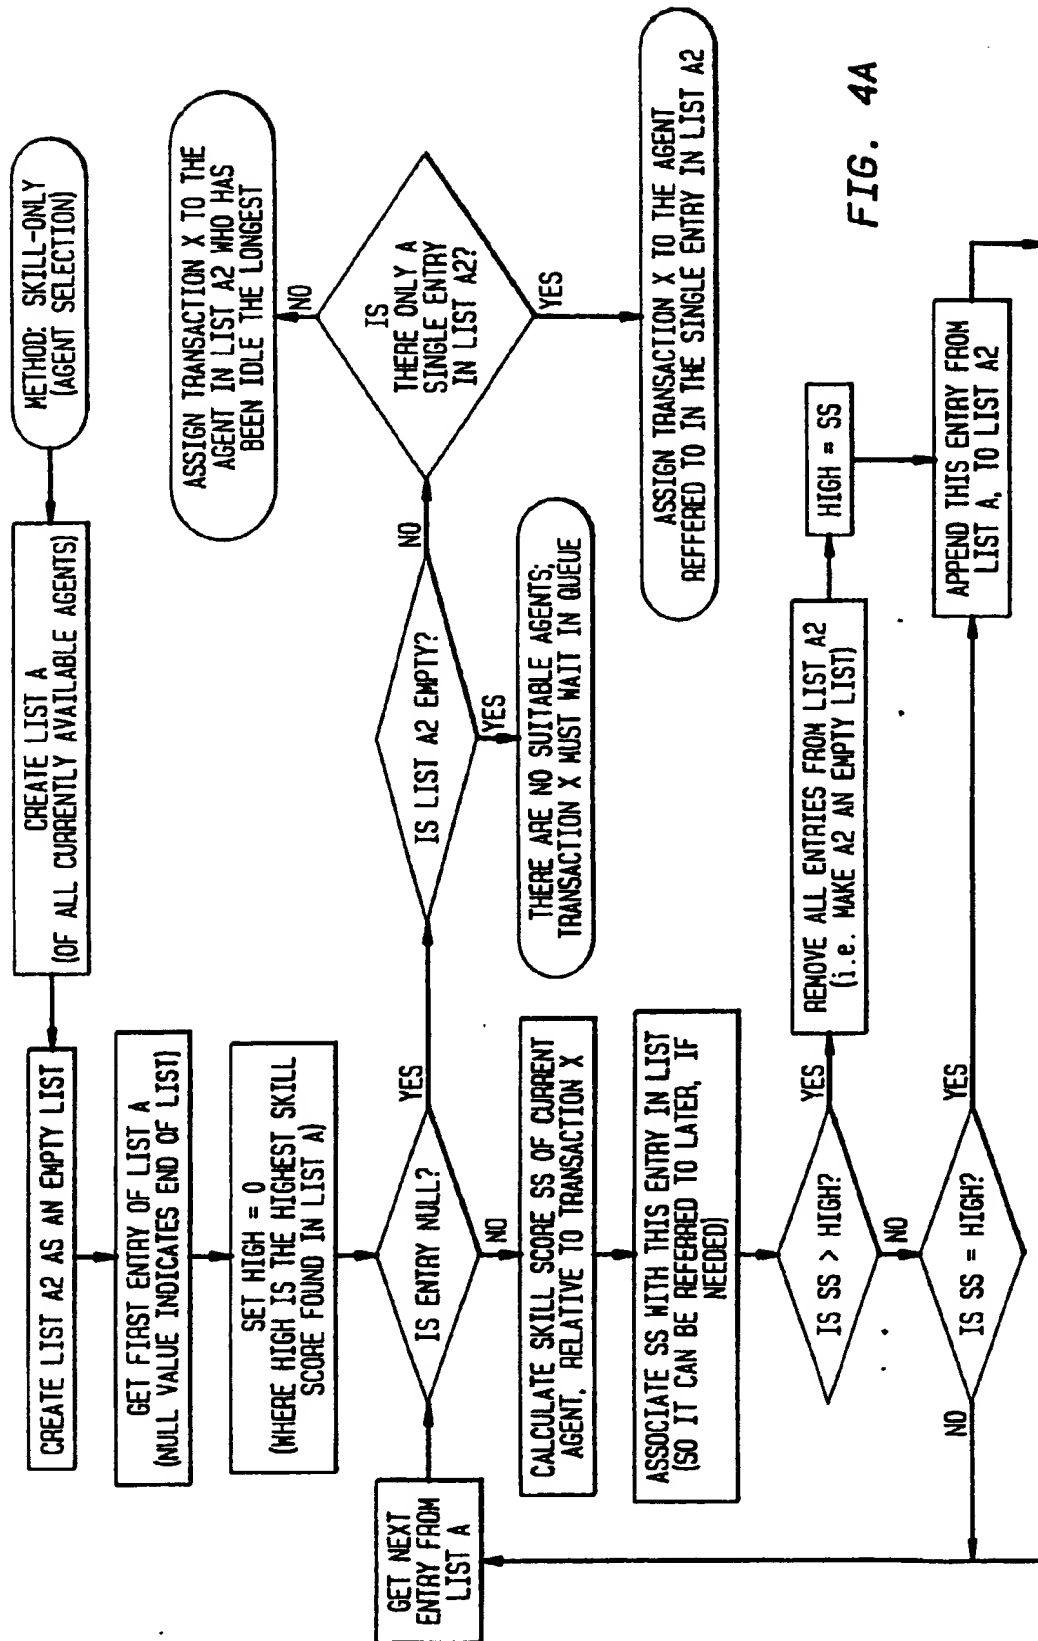 METHOD: SKILL-ONLY
(AGENT SELECTION)
CREATE LIST A
(OF ALL CURRENTLY AVAILABLE AGENTS)
CREATE LIST A2 AS AN EMPTY LIST
GET FIRST ENTRY OF LIST A
(NULL VALUE INDICATES END OF LIST)
SET HIGH = 0
(WHERE HIGH IS THE HIGHEST SKILL
SCORE FOUND IN LIST A)
GET NEXT
ENTRY FROM
LIST A
IS ENTRY NULL?
YES
NO
IS LIST A2 EMPTY?
NO
YES
THERE ARE NO SUITABLE AGENTS;
TRANSACTION X MUST WAIT IN QUEUE
IS
THERE ONLY A
SINGLE ENTRY
IN LIST A2?
NO
YES
ASSIGN TRANSACTION X TO THE
AGENT IN LIST A2 WHO HAS
BEEN IDLE THE LONGEST
ASSIGN TRANSACTION X TO THE AGENT
REFFERED TO IN THE SINGLE ENTRY IN LIST A2
CALCULATE SKILL SCORE SS OF CURRENT
AGENT, RELATIVE TO TRANSACTION X
ASSOCIATE SS WITH THIS ENTRY IN LIST
(SO IT CAN BE REFERRED TO LATER, IF
NEEDED)
IS SS > HIGH?
YES
NO
REMOVE ALL ENTRIES FROM LIST A2
(i.e. MAKE A2 AN EMPTY LIST)
HIGH = SS
IS SS = HIGH?
YES
NO
APPEND THIS ENTRY FROM
LIST A, TO LIST A2
FIG. 4A